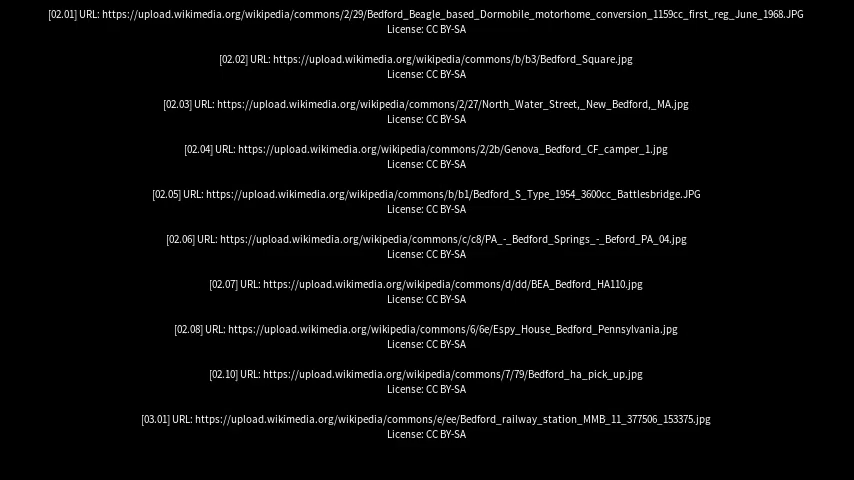 [02.01] URL: https://upload.wikimedia.org/wikipedia/commons/2/29/Bedford_Beagle_based_Dormobile_motorhome_conversion_1159cc_first_reg_June_1968.JPG
License: CC BY-SA
[02.02] URL: https://upload.wikimedia.org/wikipedia/commons/b/b3/Bedford_Square.jpg
License: CC BY-SA
[02.03] URL: https://upload.wikimedia.org/wikipedia/commons/2/27/North_Water_Street,_New_Bedford,_MA.jpg
License: CC BY-SA
[02.04] URL: https://upload.wikimedia.org/wikipedia/commons/2/2b/Genova_Bedford_CF_camper_1.jpg
License: CC BY-SA
[02.05] URL: https://upload.wikimedia.org/wikipedia/commons/b/b1/Bedford_S_Type_1954_3600cc_Battlesbridge.JPG
License: CC BY-SA
[02.06] URL: https://upload.wikimedia.org/wikipedia/commons/c/c8/PA_-_Bedford_Springs_-_Beford_PA_04.jpg
License: CC BY-SA
[02.07] URL: https://upload.wikimedia.org/wikipedia/commons/d/dd/BEA_Bedford_HA110.jpg
License: CC BY-SA
[02.08] URL: https://upload.wikimedia.org/wikipedia/commons/6/6e/Espy_House_Bedford_Pennsylvania.jpg
License: CC BY-SA
[02.10] URL: https://upload.wikimedia.org/wikipedia/commons/7/79/Bedford_ha_pick_up.jpg
License: CC BY-SA
[03.01] URL: https://upload.wikimedia.org/wikipedia/commons/e/ee/Bedford_railway_station_MMB_11_377506_153375.jpg
License: CC BY-SA